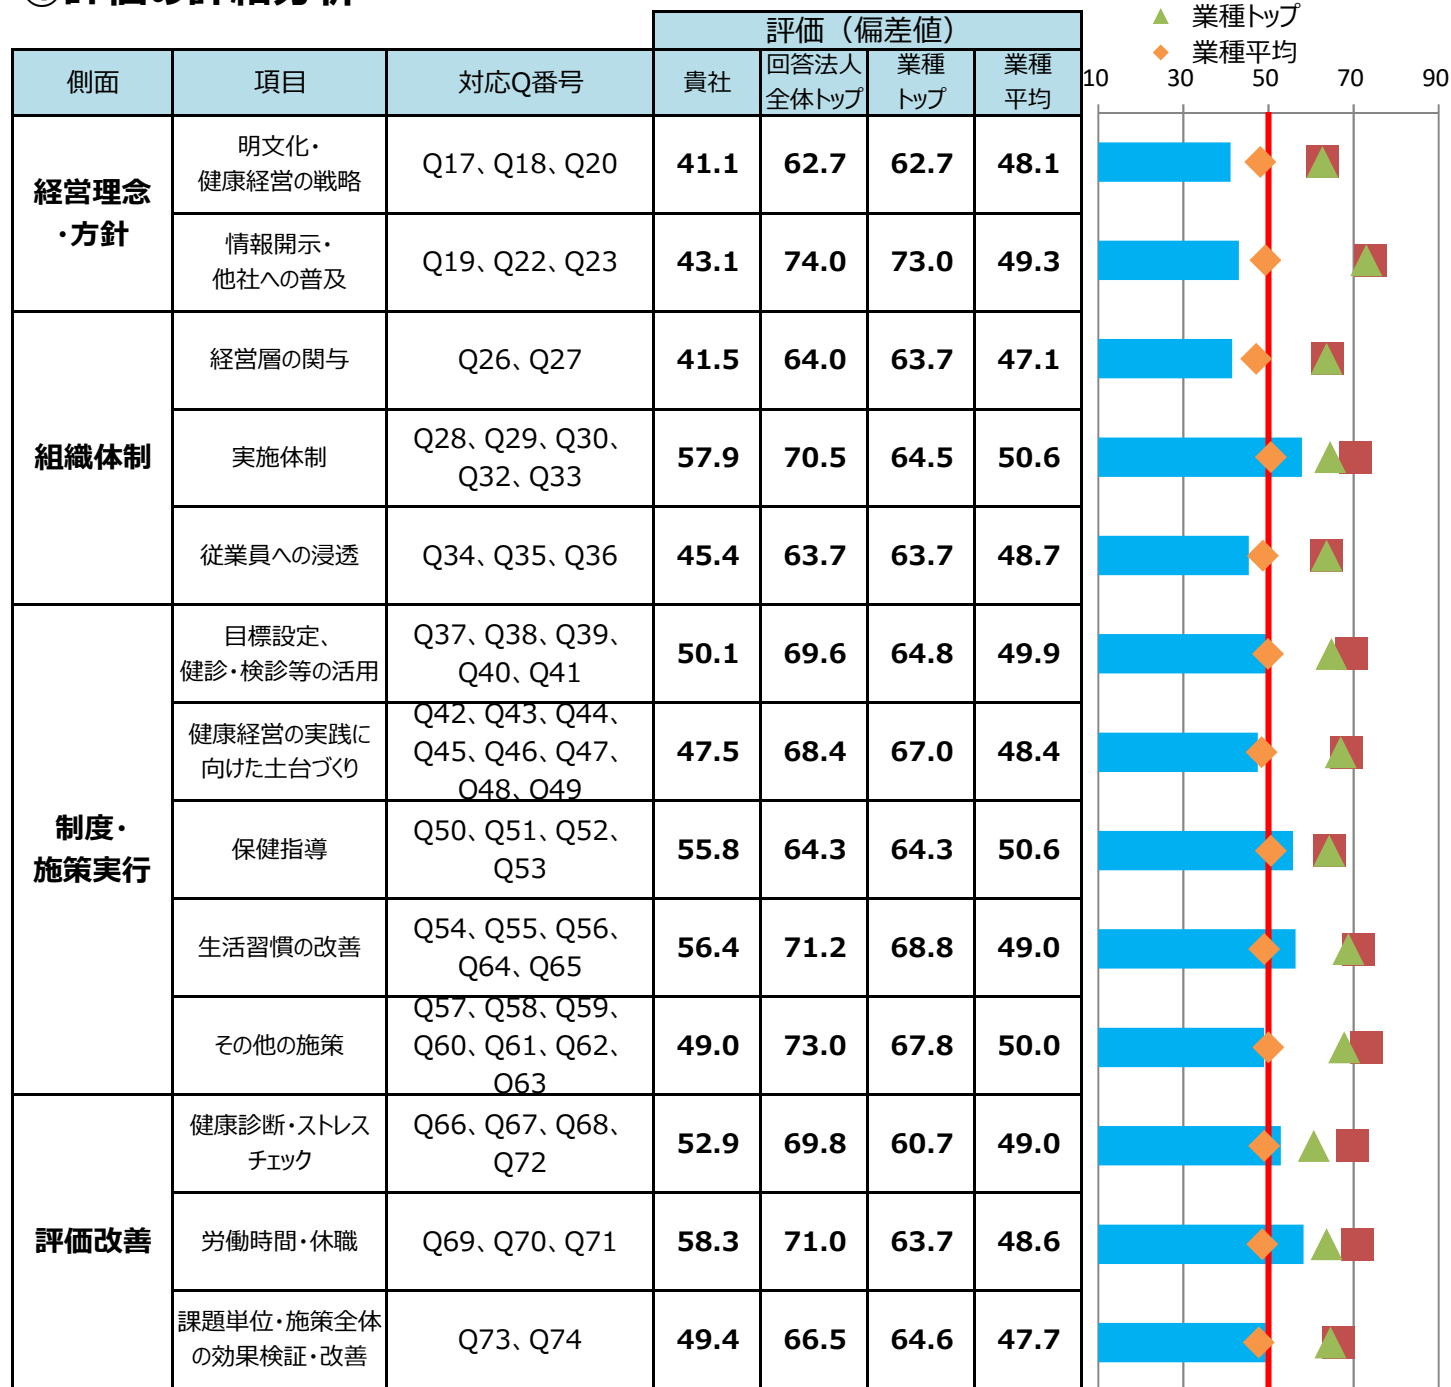 評価の詳細分析
▲ 業種トップ
◆ 業種平均
評価（偏差値）
側面 項目 対応Q番号 貴社 回答法人 業種 業種
全体トップ トップ 平均
10 30 50 70 90
経営理念
・方針
明文化・
健康経営の戦略
Q17、Q18、Q20 41.1 62.7 62.7 48.1
情報開示・
他社への普及
Q19、Q22、Q23 43.1 74.0 73.0 49.3
組織体制
経営層の関与 Q26、Q27 41.5 64.0 63.7 47.1
実施体制
Q28、Q29、Q30、
Q32、Q33
57.9 70.5 64.5 50.6
従業員への浸透 Q34、Q35、Q36 45.4 63.7 63.7 48.7
制度・
施策実行
目標設定、
健診・検診等の活用
Q37、Q38、Q39、
Q40、Q41
50.1 69.6 64.8 49.9
健康経営の実践に
向けた土台づくり
Q42、Q43、Q44、
Q45、Q46、Q47、
Q48、Q49
47.5 68.4 67.0 48.4
保健指導
Q50、Q51、Q52、
Q53
55.8 64.3 64.3 50.6
生活習慣の改善
Q54、Q55、Q56、
Q64、Q65
56.4 71.2 68.8 49.0
その他の施策
Q57、Q58、Q59、
Q60、Q61、Q62、
Q63
49.0 73.0 67.8 50.0
評価改善
健康診断・ストレス
チェック
Q66、Q67、Q68、
Q72
52.9 69.8 60.7 49.0
労働時間・休職 Q69、Q70、Q71 58.3 71.0 63.7 48.6
課題単位・施策全体
の効果検証・改善
Q73、Q74 49.4 66.5 64.6 47.7